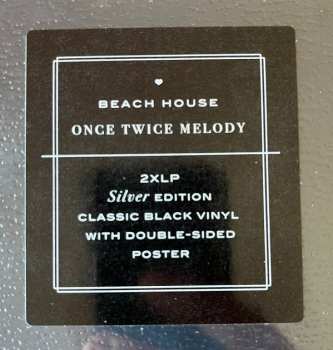 BEACH HOUSE
ONCE TWICE MELODY
2XLP
Silver EDITION
CLASSIC BLACK VINYL
WITH DOUBLE-SIDED
POSTER